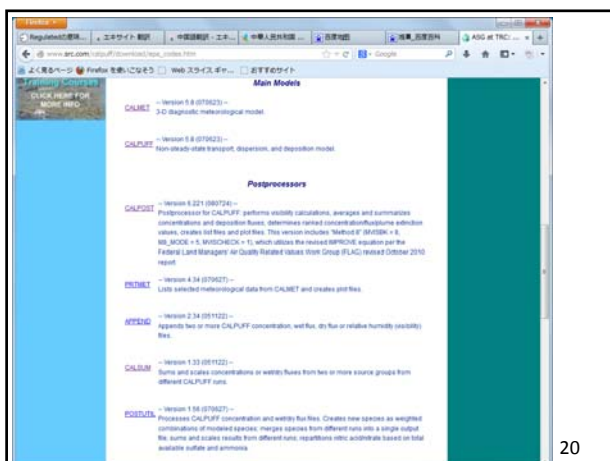 Firefox
Regulatedの意味...
エキサイト 翻訳
中国語翻訳 - エキ...
中華人民共和国 ...
百度地图
鴻巣_百度百科
ASG at TRC: ...
www.src.com/calpuff/download/epa_codes.htm
Google
よく見るページ Firefox を使いこなそう Web スライス ギャ... おすすめサイト
Training Courses
CLICK HERE FOR
MORE INFO
Main Models
CALMET -- Version 5.8 (070623) --
3-D diagnostic meteorological model.
CALPUFF -- Version 5.8 (070623) --
Non-steady-state transport, dispersion, and deposition model.
Postprocessors
CALPOST -- Version 6.221 (080724) --
Postprocessor for CALPUFF: performs visibility calculations, averages and summarizes
concentrations and deposition fluxes, determines ranked concentration/flux/plume extinction
values, creates list files and plot files. This version includes "Method 8" (MVISBK = 8,
M8_MODE = 5, MVISCHECK = 1), which utilizes the revised IMPROVE equation per the
Federal Land Managers' Air Quality Related Values Work Group (FLAG) revised October 2010
report.
PRTMET -- Version 4.34 (070627) --
Lists selected meteorological data from CALMET and creates plot files.
APPEND -- Version 2.34 (051122) --
Appends two or more CALPUFF concentration, wet flux, dry flux or relative humidity (visibility)
files.
CALSUM -- Version 1.33 (051122) --
Sums and scales concentrations or wet/dry fluxes from two or more source groups from
different CALPUFF runs.
POSTUTIL -- Version 1.56 (070627) --
Processes CALPUFF concentration and wet/dry flux files. Creates new species as weighted
combinations of modeled species; merges species from different runs into a single output
file; sums and scales results from different runs; repartitions nitric acid/nitrate based on total
available sulfate and ammonia.
20